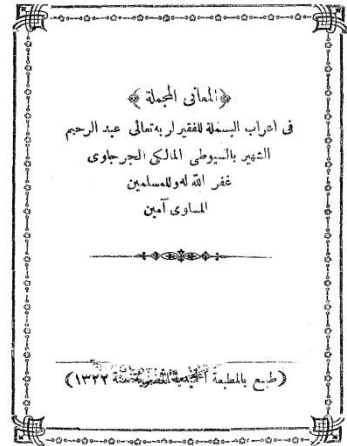 ﴿المعانى المجملة﴾
فى اعراب البسملة للفقير لربه تعالى عبد الرحيم
الشهير بالسيوطى المالكى الجرجاوى
غفر الله له وللمسلمين
المساوى آمين
(طبع بالمطبعة سنة ١٣٢٢)